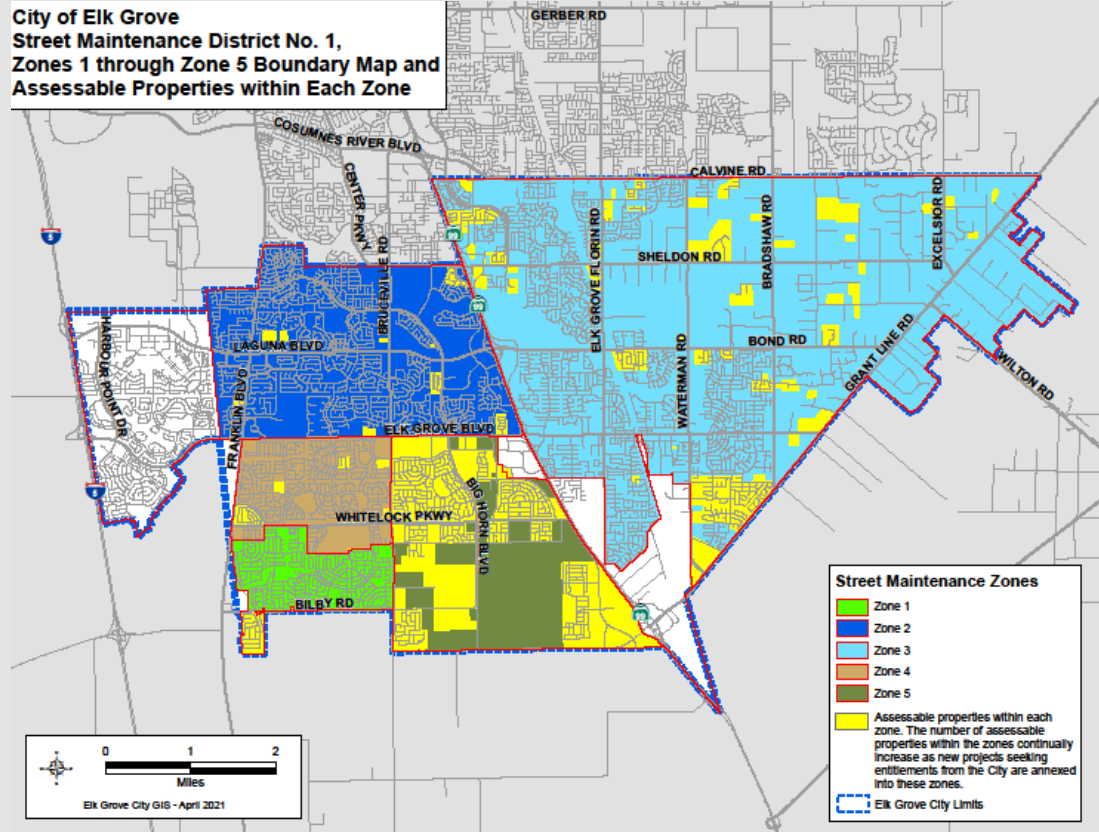 City of Elk Grove
Street Maintenance District No. 1,
Zones 1 through Zone 5 Boundary Map and
Assessable Properties within Each Zone
GERBER RD
COSUMNES RIVER BLVD
CENTER PKWY
BRUCEVILLE RD
CALVINE RD
ELK GROVE FLORIN RD
SHELDON RD
BRADSHAW RD
EXCELSIOR RD
5
HARBOUR POINT DR
LAGUNA BLVD
FRANKLIN BLVD
WATERMAN RD
BOND RD
GRANT LINE RD
WILTON RD
ELK GROVE BLVD
5
BIG HORN BLVD
WHITELOCK PKWY
BILBY RD
Street Maintenance Zones
Zone 1
Zone 2
Zone 3
Zone 4
Zone 5
Assessable properties within each
zone. The number of assessable
properties within the zones continually
increase as new projects seeking
entitlements from the City are annexed
into these zones.
Elk Grove City Limits
0 1 2
Miles
Elk Grove City GIS - April 2021